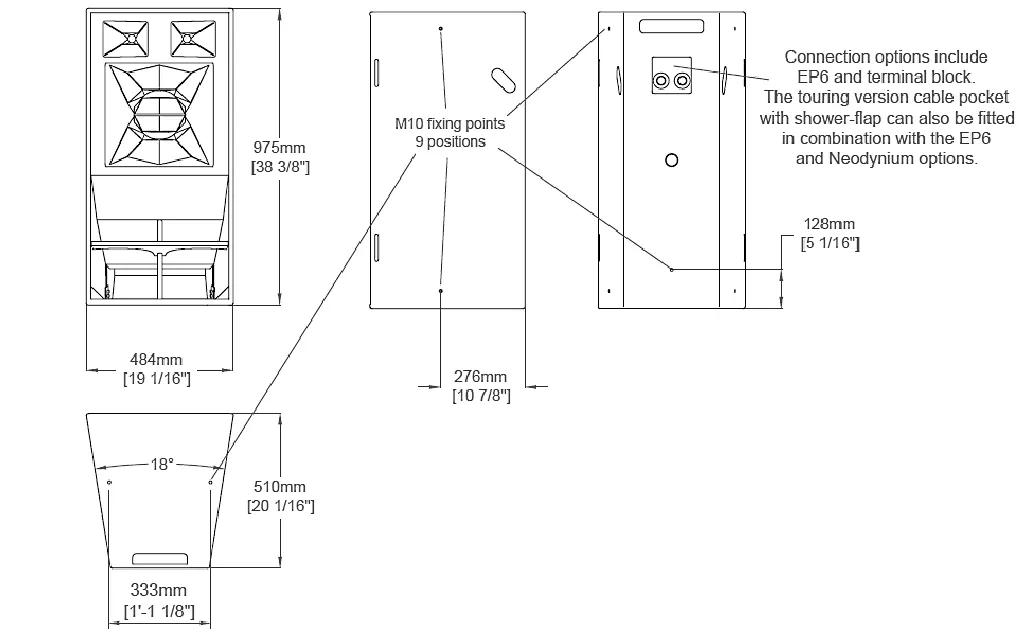 975mm
[38 3/8"]
484mm
[19 1/16"]
M10 fixing points
9 positions
276mm
[10 7/8"]
Connection options include
EP6 and terminal block.
The touring version cable pocket
with shower-flap can also be fitted
in combination with the EP6
and Neodynium options.
128mm
[5 1/16"]
18°
510mm
[20 1/16"]
333mm
[1'-1 1/8"]